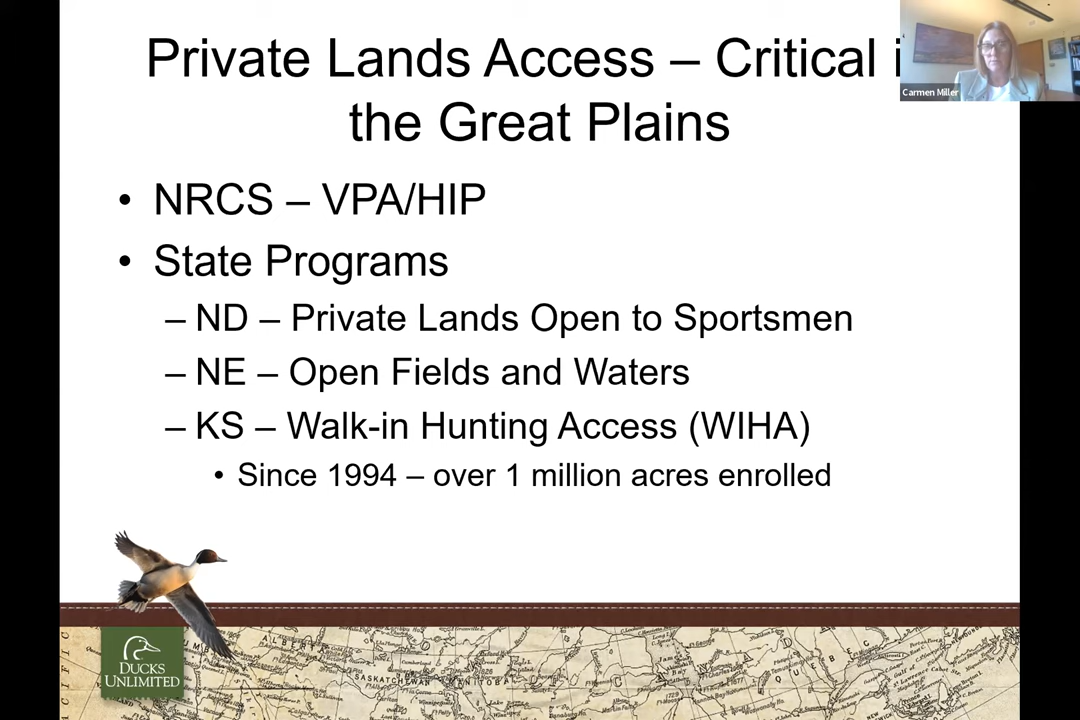 Private Lands Access – Critical i
the Great Plains
Carmen Miller
• NRCS – VPA/HIP
• State Programs
– ND – Private Lands Open to Sportsmen
– NE – Open Fields and Waters
– KS – Walk-in Hunting Access (WIHA)
• Since 1994 – over 1 million acres enrolled
DUCKS
UNLIMITED
SASKATCHEWAN
MANITOBA